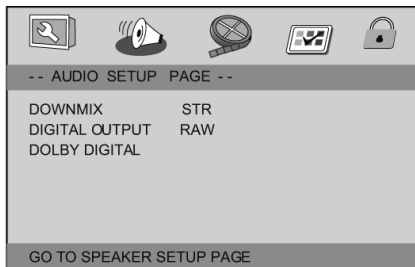 -- AUDIO SETUP PAGE --
DOWNMIX STR
DIGITAL OUTPUT RAW
DOLBY DIGITAL
GO TO SPEAKER SETUP PAGE